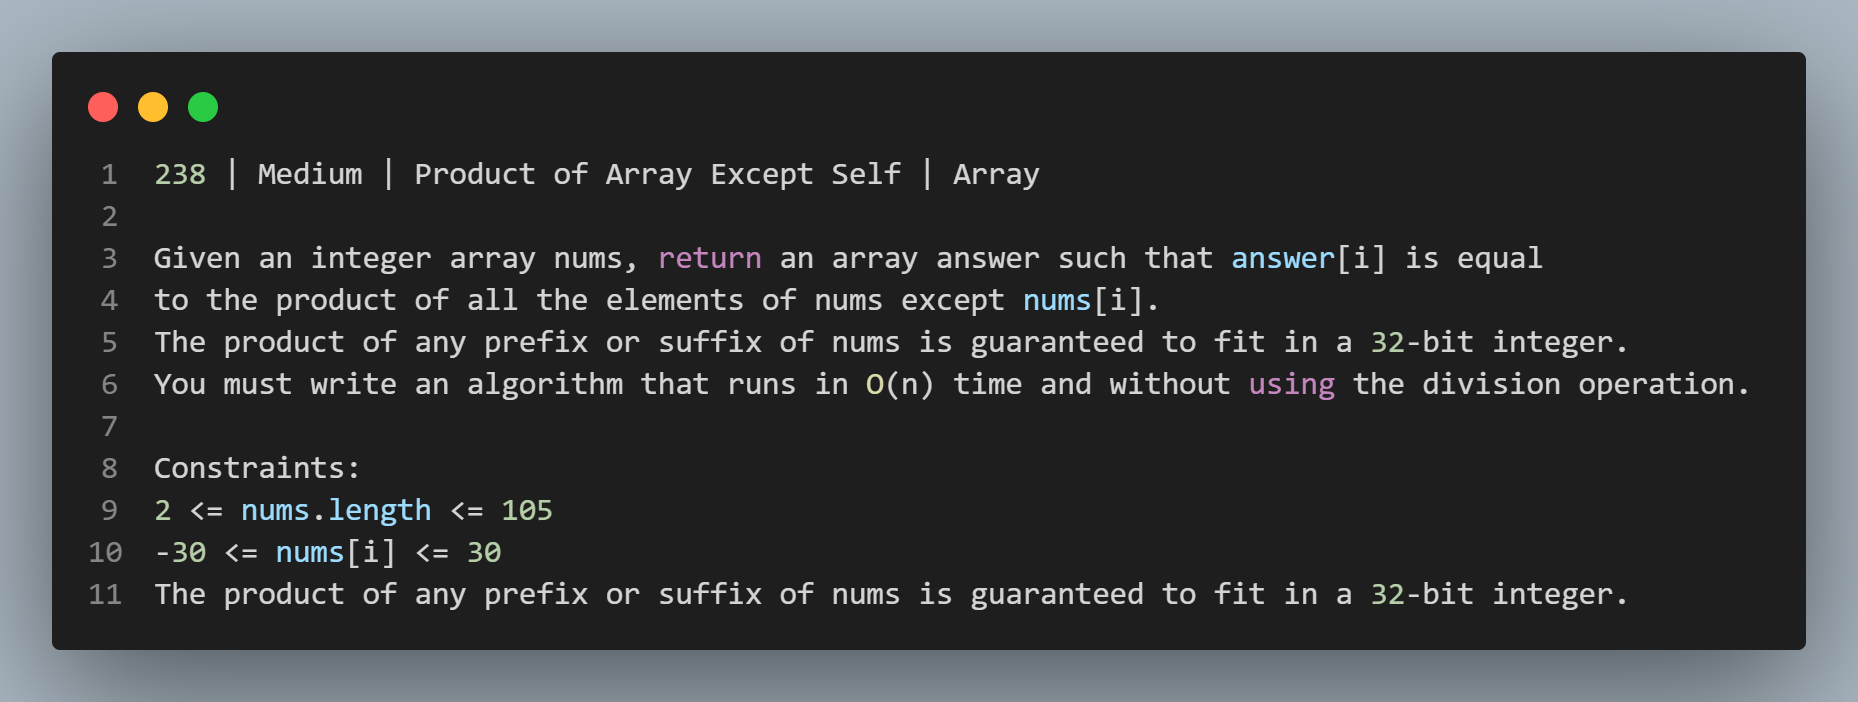 1 238 | Medium | Product of Array Except Self | Array
2
3 Given an integer array nums, return an array answer such that answer[i] is equal
4 to the product of all the elements of nums except nums[i].
5 The product of any prefix or suffix of nums is guaranteed to fit in a 32-bit integer.
6 You must write an algorithm that runs in O(n) time and without using the division operation.
7
8 Constraints:
9 2 <= nums.length <= 105
10 -30 <= nums[i] <= 30
11 The product of any prefix or suffix of nums is guaranteed to fit in a 32-bit integer.